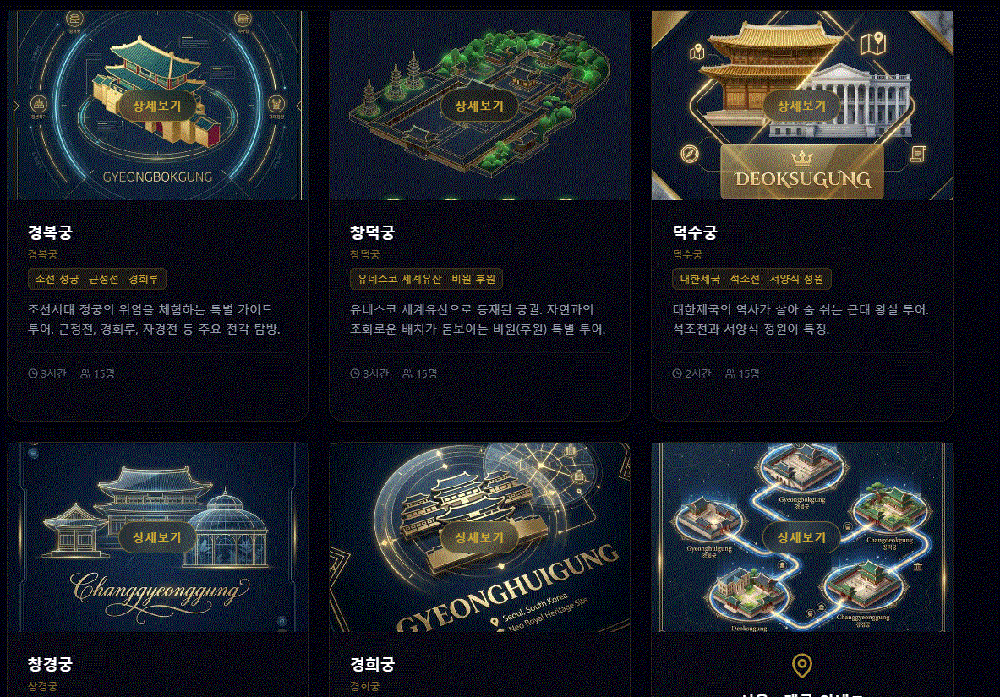 상세보기
GYEONGBOKGUNG
경복궁
경복궁
조선 정궁 · 근정전 · 경회루
조선시대 정궁의 위엄을 체험하는 특별 가이드
투어. 근정전, 경회루, 자경전 등 주요 전각 탐방.
3시간 15명
상세보기
창덕궁
창덕궁
유네스코 세계유산 · 비원 후원
유네스코 세계유산으로 등재된 궁궐. 자연과의
조화로운 배치가 돋보이는 비원(후원) 특별 투어.
3시간 15명
상세보기
DEOKSUGUNG
덕수궁
덕수궁
대한제국 · 석조전 · 서양식 정원
대한제국의 역사가 살아 숨 쉬는 근대 왕실 투어.
석조전과 서양식 정원이 특징.
2시간 15명
상세보기
Changgyeonggung
창경궁
창경궁
상세보기
GYEONGHUIGUNG
Seoul, South Korea
Neo Royal Heritage Site
경희궁
경희궁
Gyeongbokgung
경복궁
Gyeonghuigung
경희궁
상세보기
Changdeokgung
창덕궁
Changgyeonggung
창경궁
Deoksugung